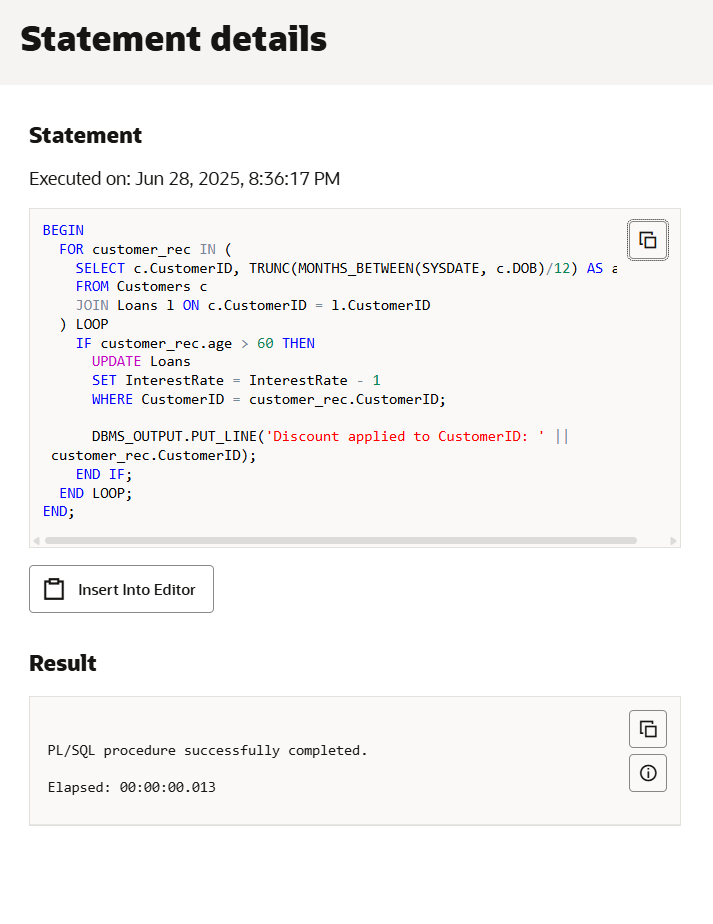 Statement details
Statement
Executed on: Jun 28, 2025, 8:36:17 PM
BEGIN
  FOR customer_rec IN (
    SELECT c.CustomerID, TRUNC(MONTHS_BETWEEN(SYSDATE, c.DOB)/12) AS a
    FROM Customers c
    JOIN Loans l ON c.CustomerID = l.CustomerID
  ) LOOP
    IF customer_rec.age > 60 THEN
      UPDATE Loans
      SET InterestRate = InterestRate - 1
      WHERE CustomerID = customer_rec.CustomerID;
      DBMS_OUTPUT.PUT_LINE('Discount applied to CustomerID: ' ||
 customer_rec.CustomerID);
    END IF;
  END LOOP;
END;
Insert Into Editor
Result
PL/SQL procedure successfully completed.
Elapsed: 00:00:00.013